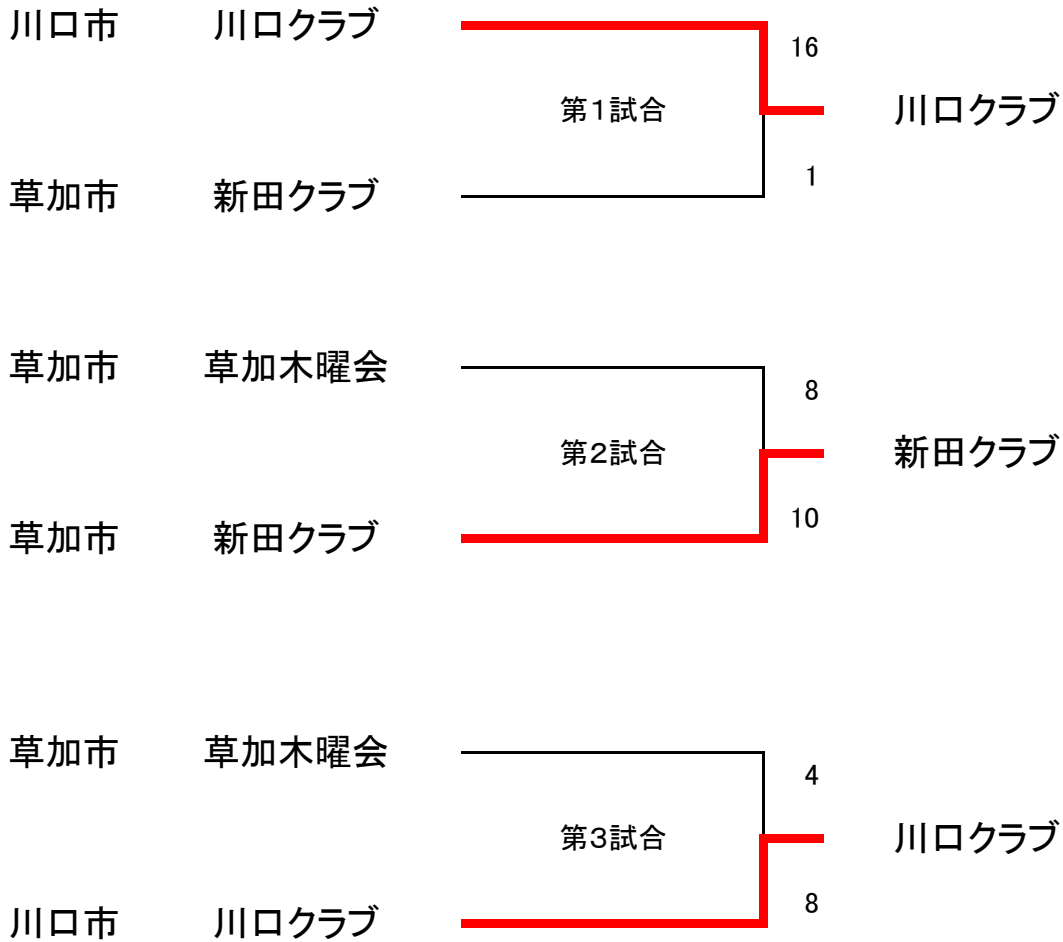 川口市 川口クラブ
16
第1試合 川口クラブ
1
草加市 新田クラブ
草加市 草加木曜会
8
第2試合 新田クラブ
10
草加市 新田クラブ
草加市 草加木曜会
4
第3試合 川口クラブ
8
川口市 川口クラブ